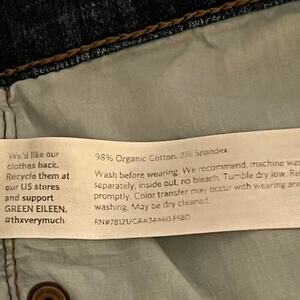 We'd like our
clothes back.
Recycle them at
our US stores
and support
GREEN EILEEN.
#thxverymuch
98% Organic Cotton, 2% Spandex
Wash before wearing. We recommend, machine was
separately, inside out, no bleach. Tumble dry low. Re
promptly. Color transfer may occur with wearing and
washing. May be dry cleaned.
RN#78121/CA#34460 FSBD